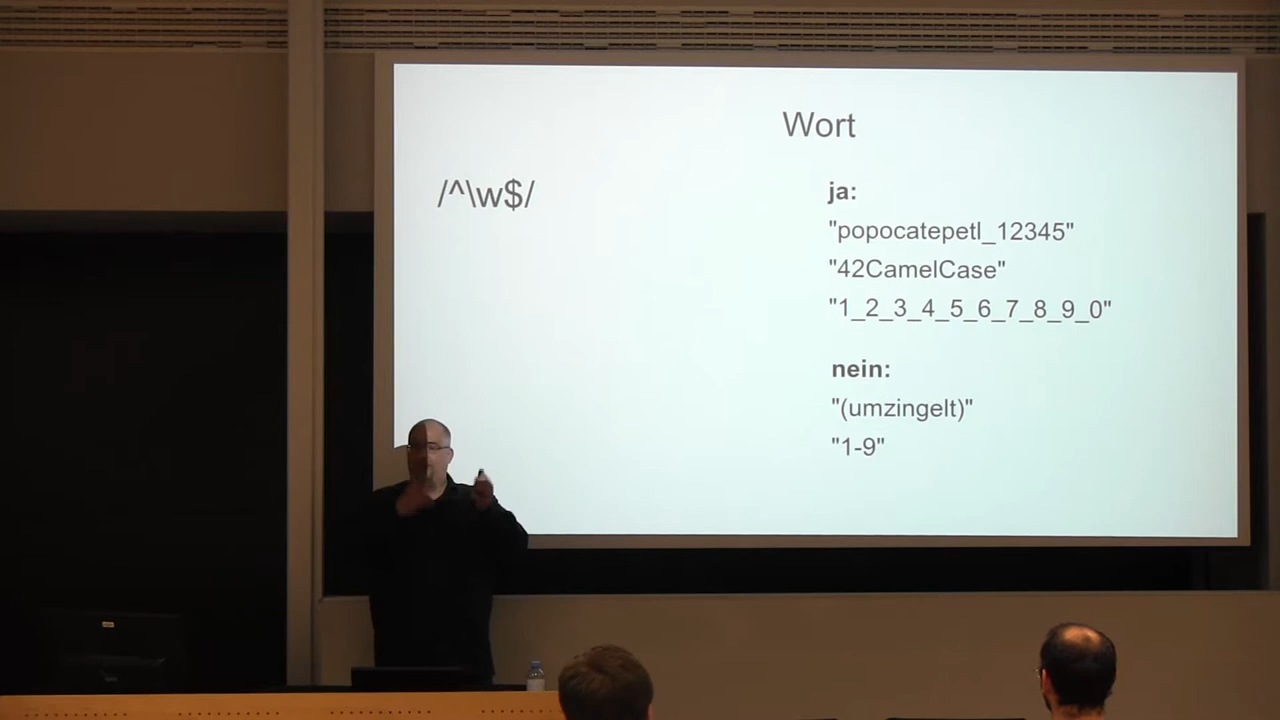 Wort
/^\w$/
ja:
"popocatepetl_12345"
"42CamelCase"
"1_2_3_4_5_6_7_8_9_0"
nein:
"(umzingelt)"
"1-9"